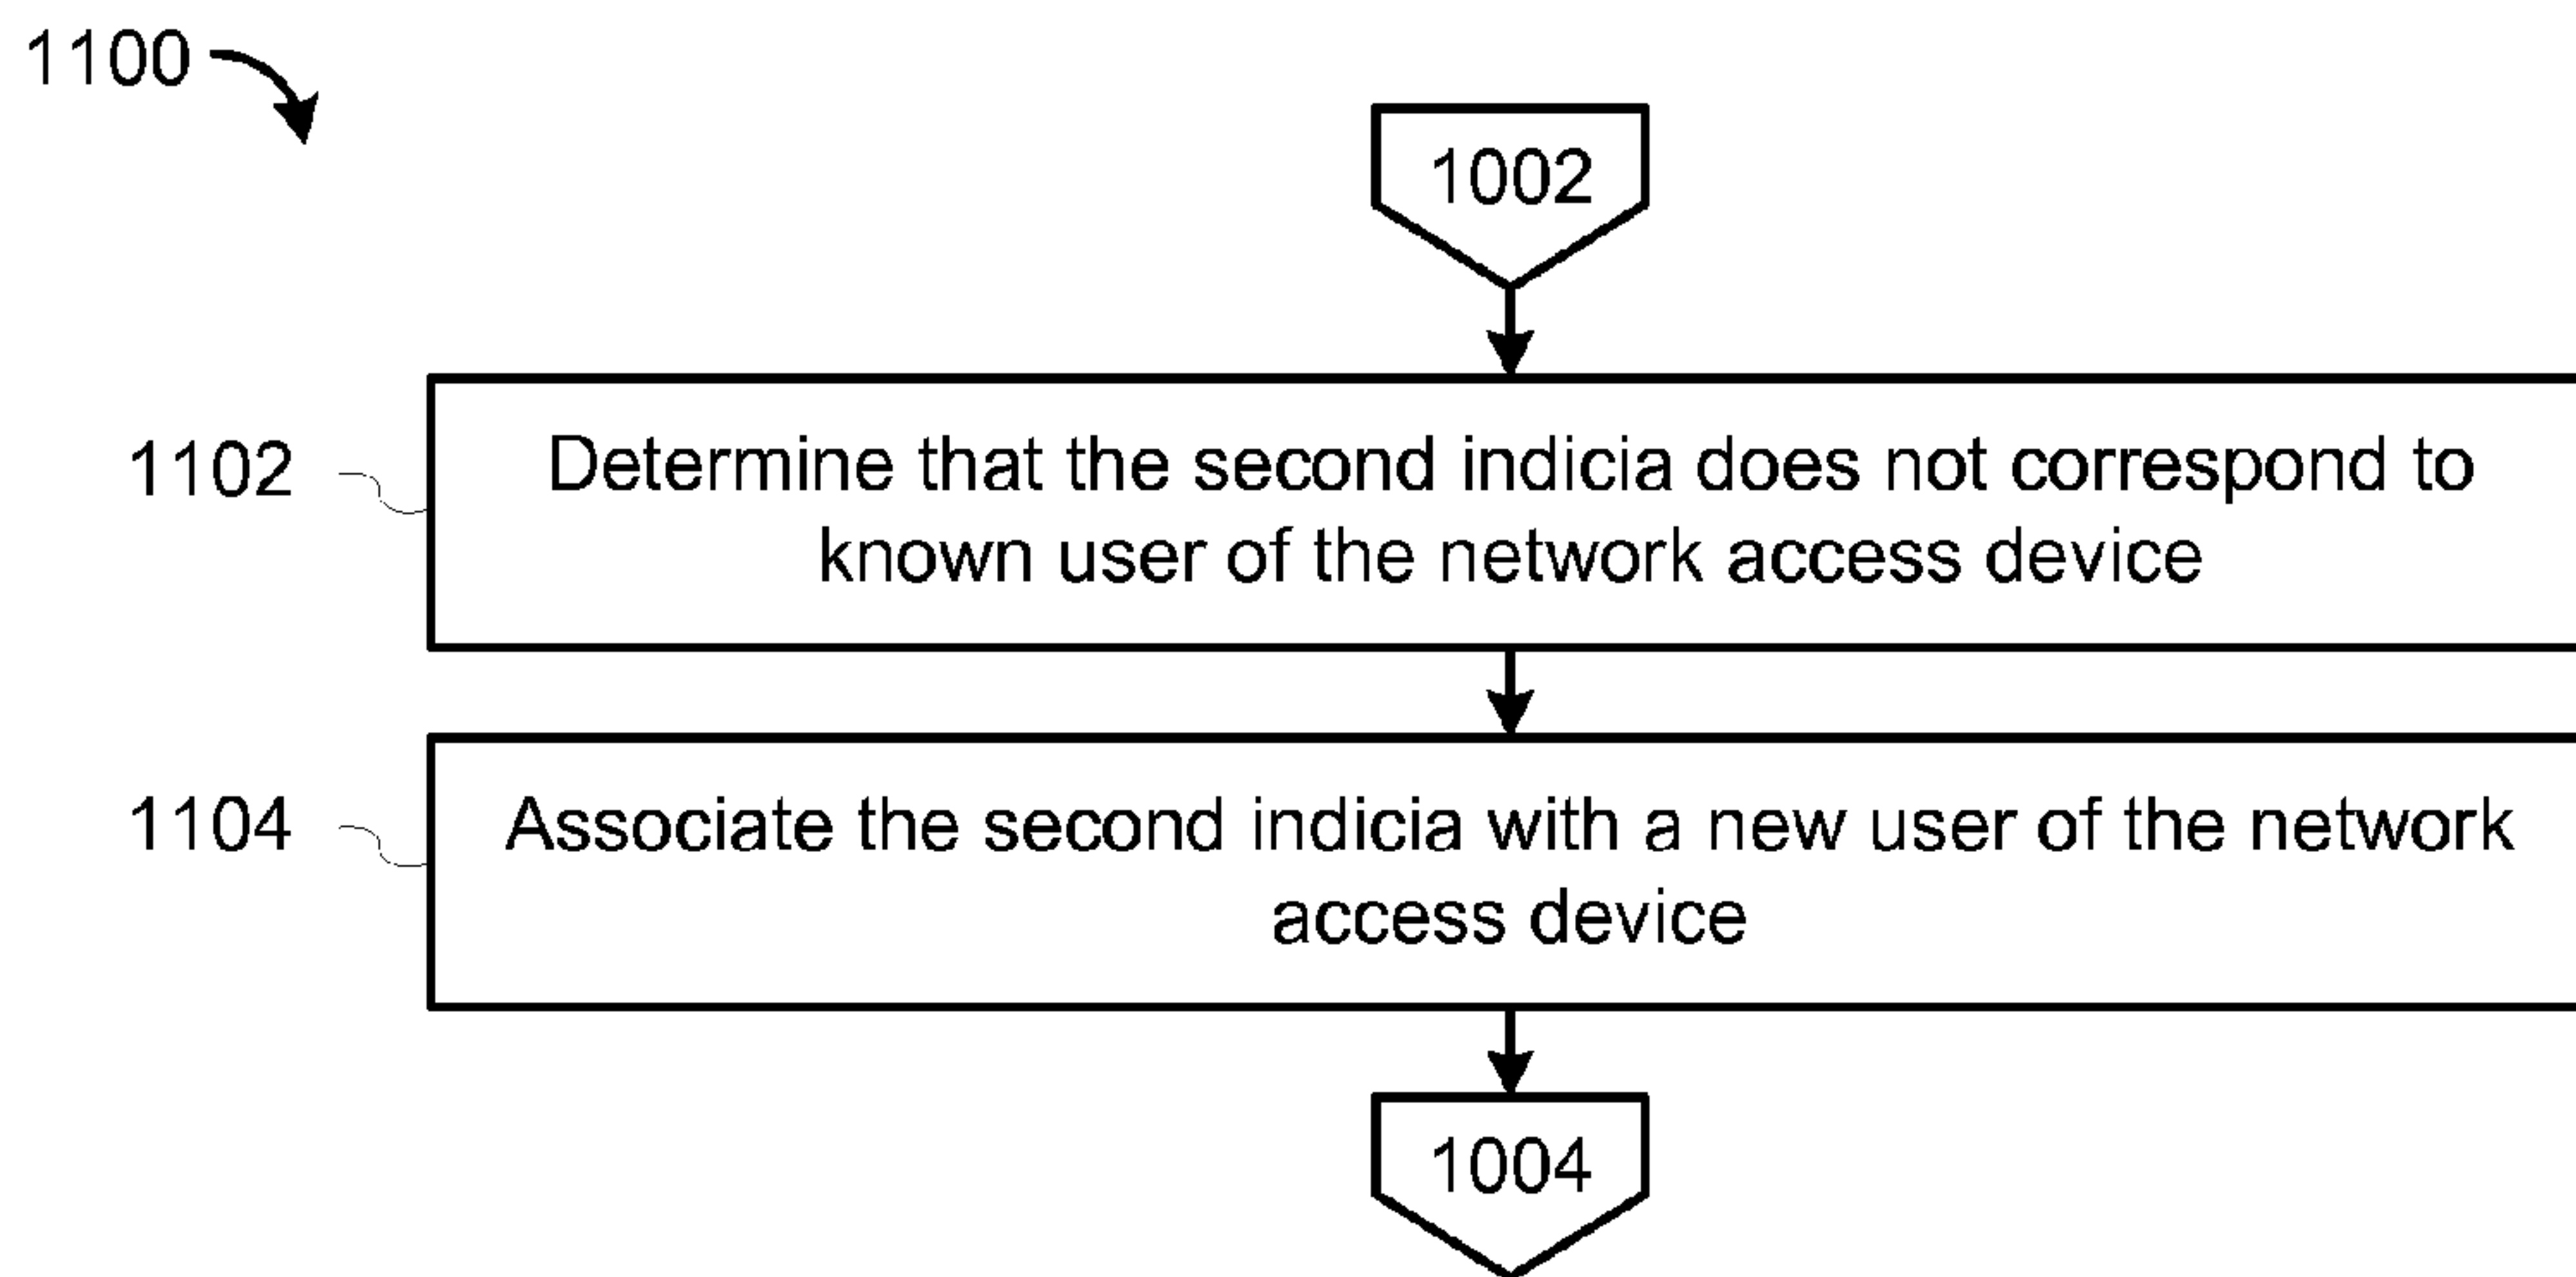 1100
1002
1102
Determine that the second indicia does not correspond to
known user of the network access device
1104
Associate the second indicia with a new user of the network
access device
1004